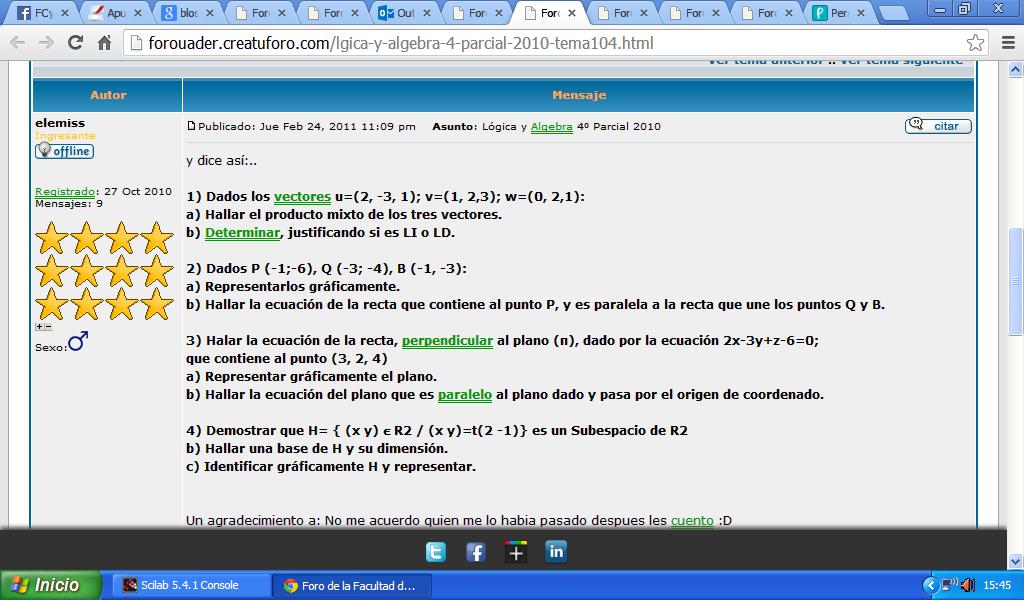 FCy
Apu
blos
For
For
Out
For
For
For
For
For
Per
forouader.creatuforo.com/lgica-y-algebra-4-parcial-2010-tema104.html
Ver tema anterior :: Ver tema siguiente
Autor Mensaje
elemiss
Ingresante
offline
Registrado: 27 Oct 2010
Mensajes: 9
Sexo:
Publicado: Jue Feb 24, 2011 11:09 pm Asunto: Lógica y Algebra 4º Parcial 2010
citar
y dice así:..
1) Dados los vectores u=(2, -3, 1); v=(1, 2,3); w=(0, 2,1):
a) Hallar el producto mixto de los tres vectores.
b) Determinar, justificando si es LI o LD.
2) Dados P (-1;-6), Q (-3; -4), B (-1, -3):
a) Representarlos gráficamente.
b) Hallar la ecuación de la recta que contiene al punto P, y es paralela a la recta que une los puntos Q y B.
3) Halar la ecuación de la recta, perpendicular al plano (π), dado por la ecuación 2x-3y+z-6=0;
que contiene al punto (3, 2, 4)
a) Representar gráficamente el plano.
b) Hallar la ecuación del plano que es paralelo al plano dado y pasa por el origen de coordenado.
4) Demostrar que H= { (x y) ϵ R2 / (x y)=t(2 -1)} es un Subespacio de R2
b) Hallar una base de H y su dimensión.
c) Identificar gráficamente H y representar.
Un agradecimiento a: No me acuerdo quien me lo habia pasado despues les cuento :D
Inicio
Scilab 5.4.1 Console
Foro de la Facultad d...
15:45